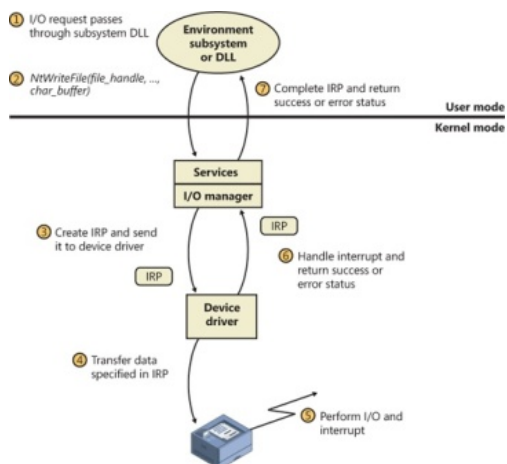 1 I/O request passes
through subsystem DLL
Environment
subsystem
or DLL
2 NtWriteFile(file_handle, ...,
char_buffer)
7 Complete IRP and return
success or error status
User mode
Kernel mode
Services
I/O manager
3 Create IRP and send
it to device driver
IRP
IRP
6 Handle interrupt and
return success or
error status
Device
driver
4 Transfer data
specified in IRP
5 Perform I/O and
interrupt